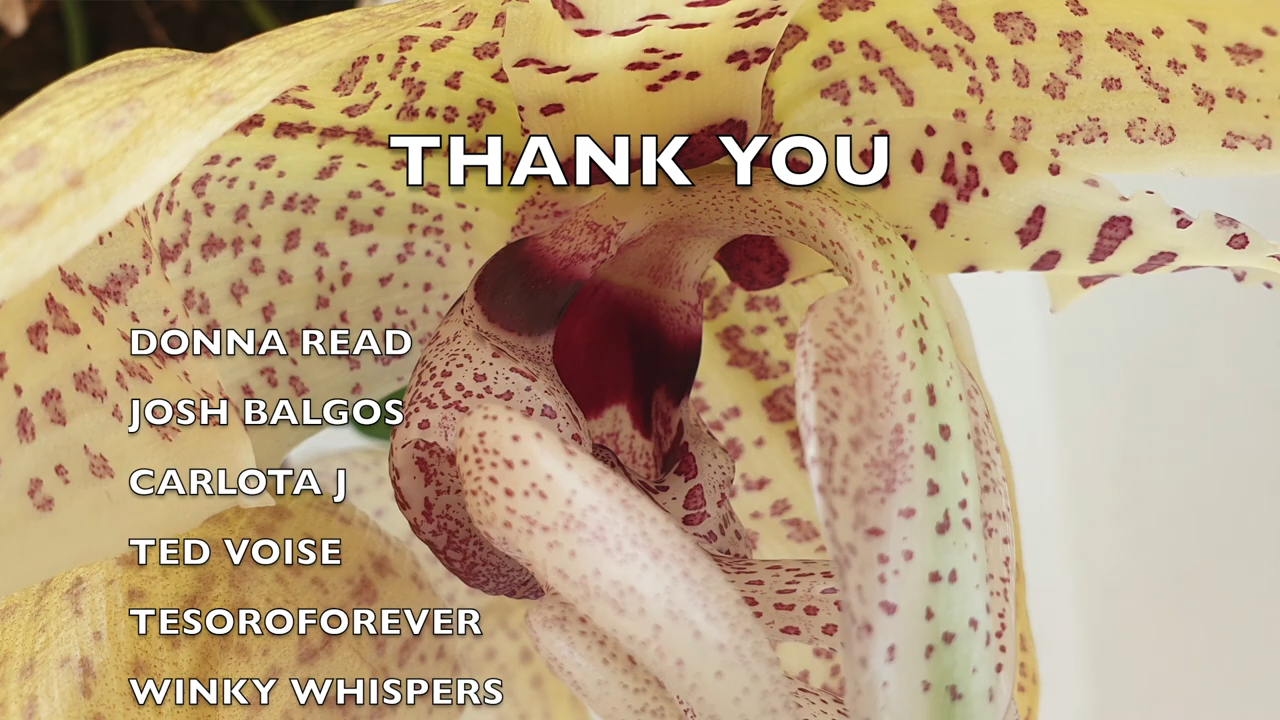 THANK YOU
DONNA READ
JOSH BALGOS
CARLOTA J
TED VOISE
TESOROFOREVER
WINKY WHISPERS